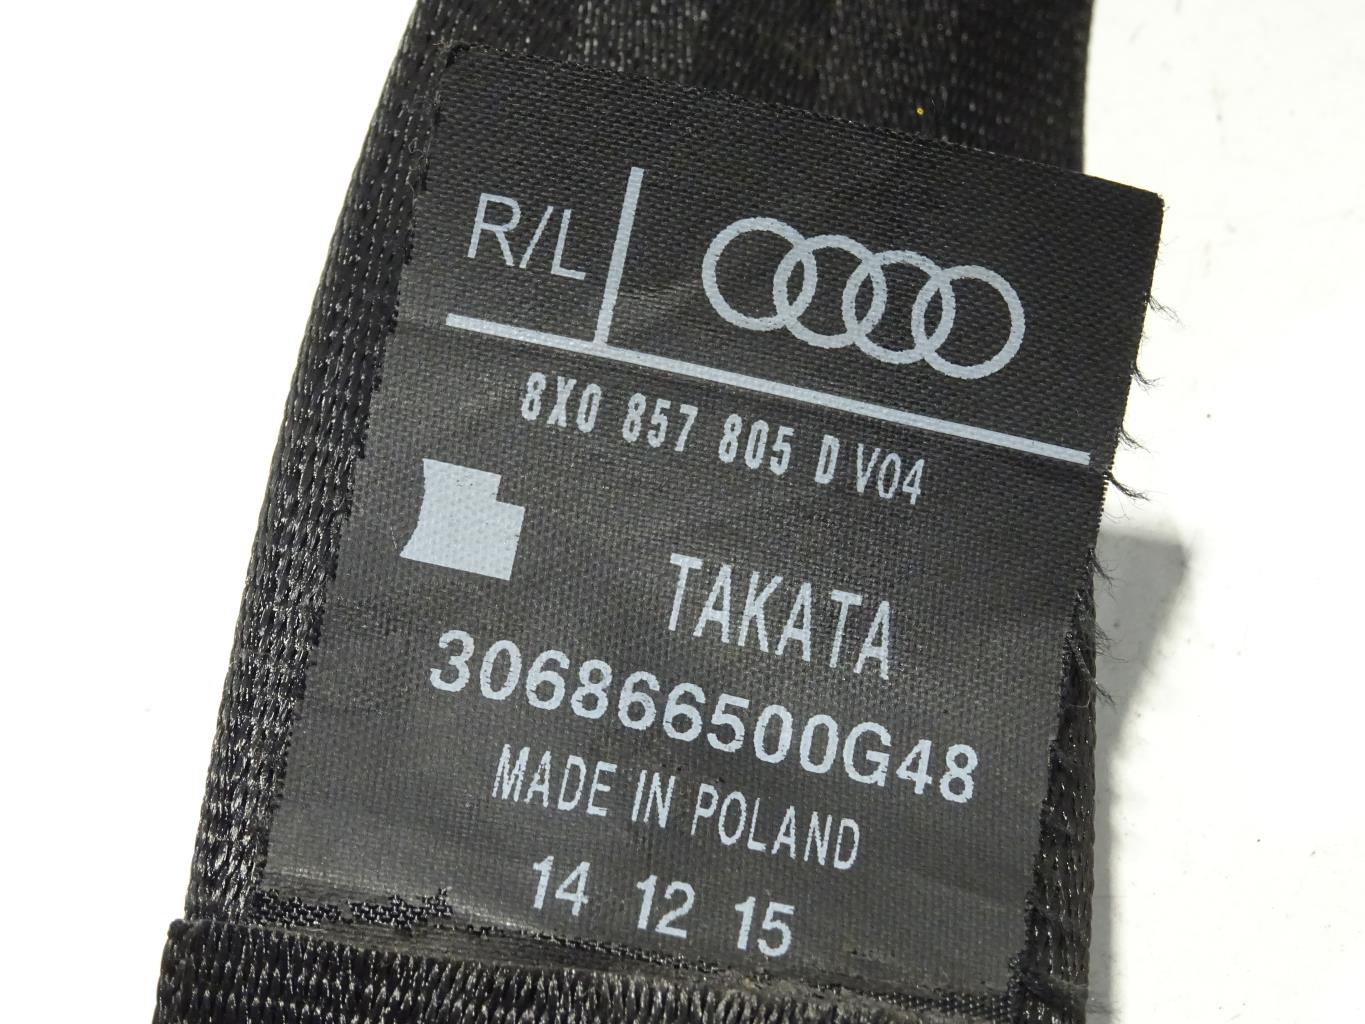 R/L
8X0 857 805 D V04
TAKATA
306866500G48
MADE IN POLAND
14 12 15